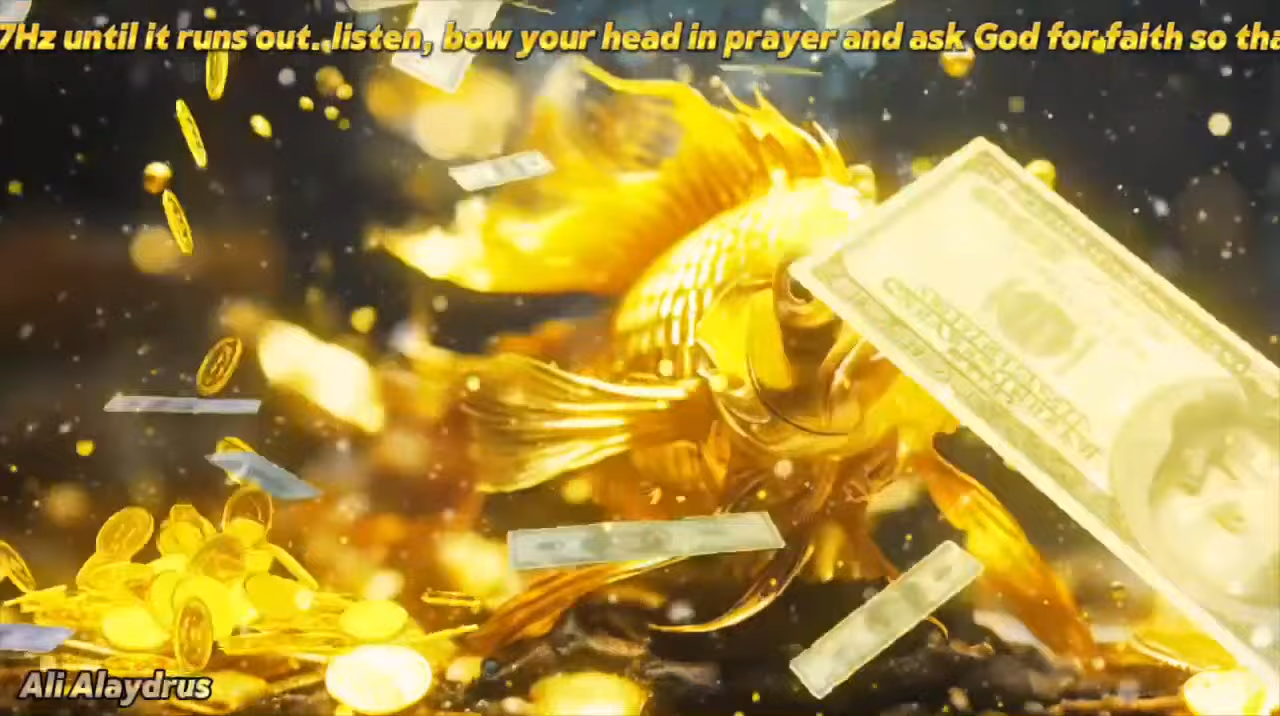 7Hz until it runs out. listen, bow your head in prayer and ask God for faith so tha
Ali Alaydrus